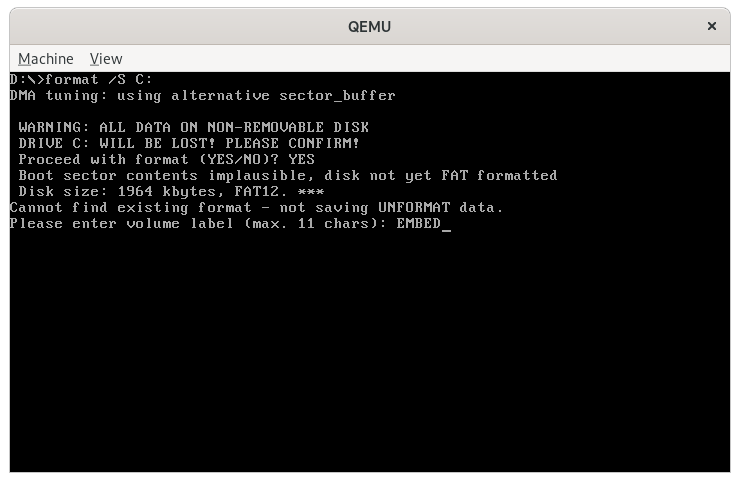 QEMU
×
Machine View
D:\>format /S C:
DMA tuning: using alternative sector_buffer
WARNING: ALL DATA ON NON-REMOVABLE DISK
DRIVE C: WILL BE LOST! PLEASE CONFIRM!
Proceed with format (YES/NO)? YES
Boot sector contents implausible, disk not yet FAT formatted
Disk size: 1964 kbytes, FAT12. ***
Cannot find existing format - not saving UNFORMAT data.
Please enter volume label (max. 11 chars): EMBED_